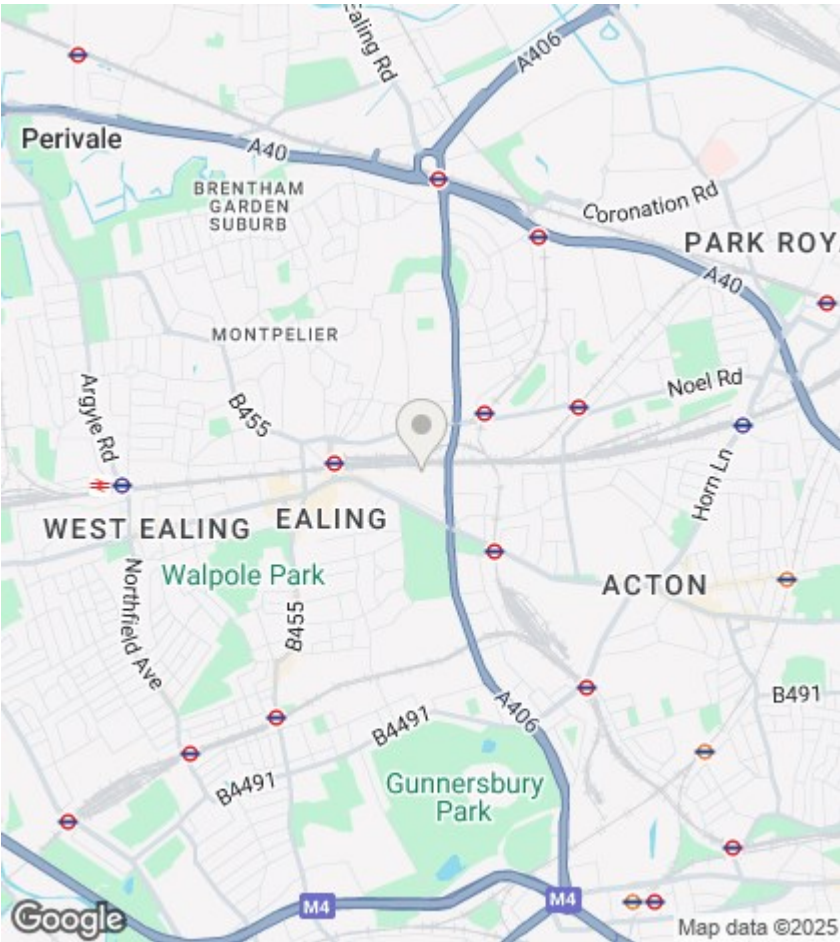 ealing Rd
A406
Perivale
A40
BRENTHAM
GARDEN
SUBURB
Coronation Rd
PARK ROY
A40
MONTPELIER
Argyle Rd
B455
Noel Rd
Horn Ln
WEST EALING
EALING
Walpole Park
ACTON
Northfield Ave
B455
B491
A406
B4491
B4491
Gunnersbury
Park
M4
M4
Google
Map data ©2025